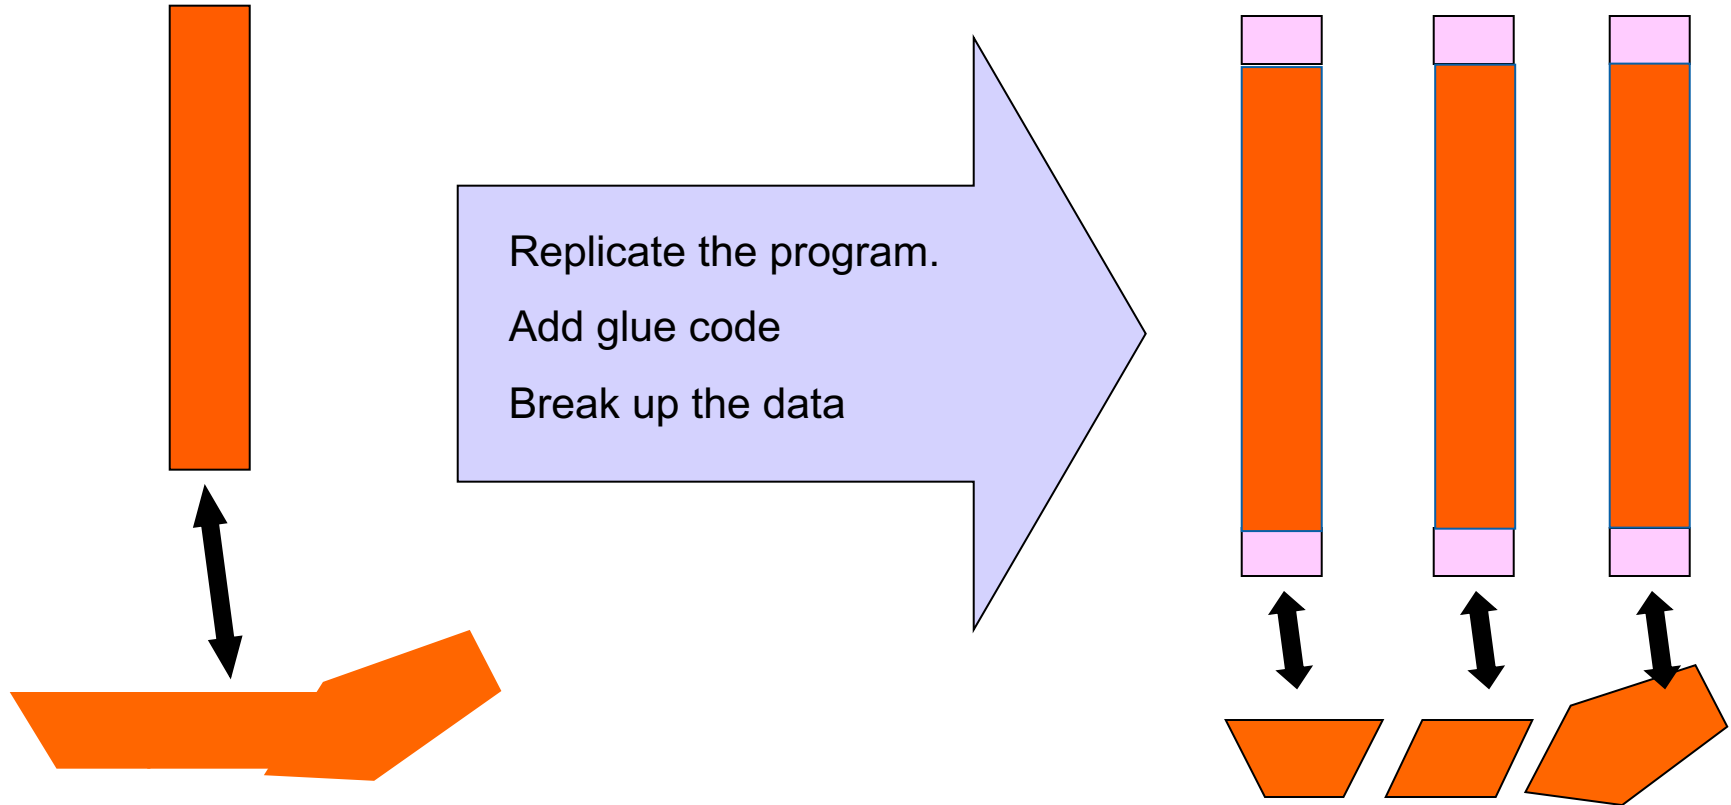 Replicate the program.
Add glue code
Break up the data